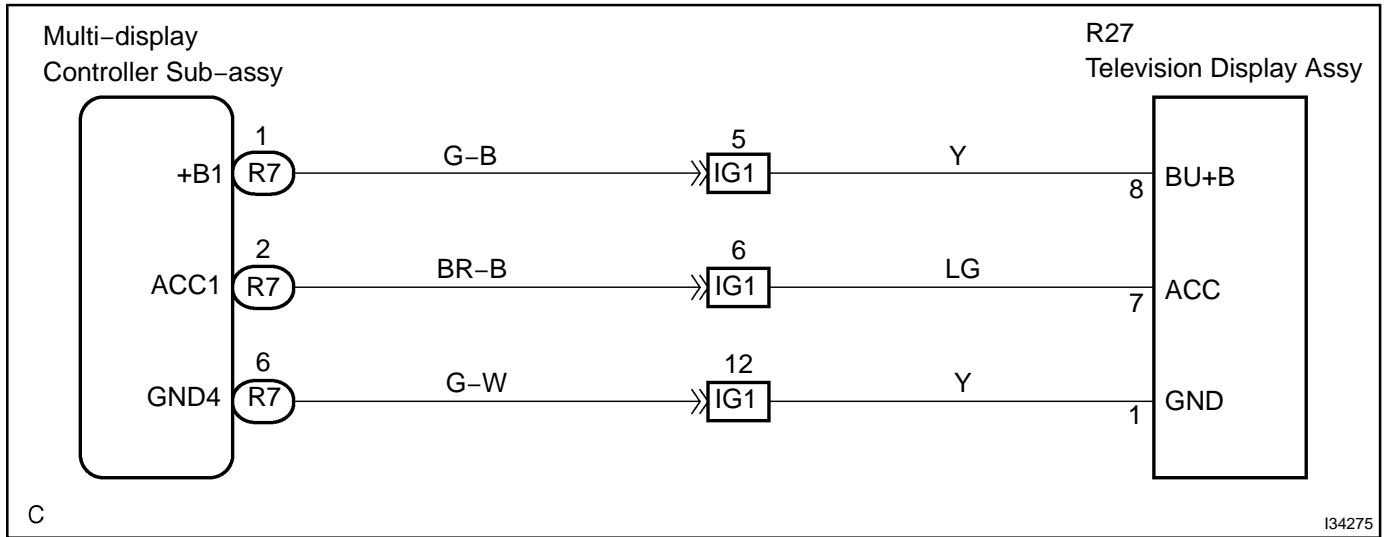 Multi−display
Controller Sub−assy
R27
Television Display Assy
+B1
1
R7
G−B
5
IG1
Y
8
BU+B
ACC1
2
R7
BR−B
6
IG1
LG
7
ACC
GND4
6
R7
G−W
12
IG1
Y
1
GND
C
I34275